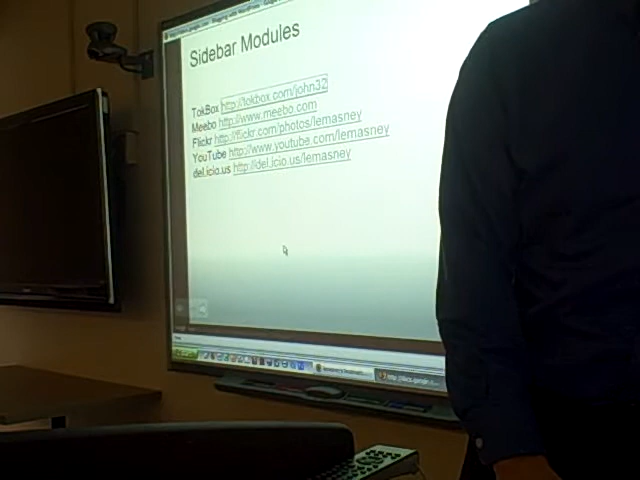 Sidebar Modules
TokBox http://tokbox.com/john32
Meebo http://www.meebo.com
Flickr http://flickr.com/photos/lemasney
YouTube http://www.youtube.com/lemasney
del.icio.us http://del.icio.us/lemasney